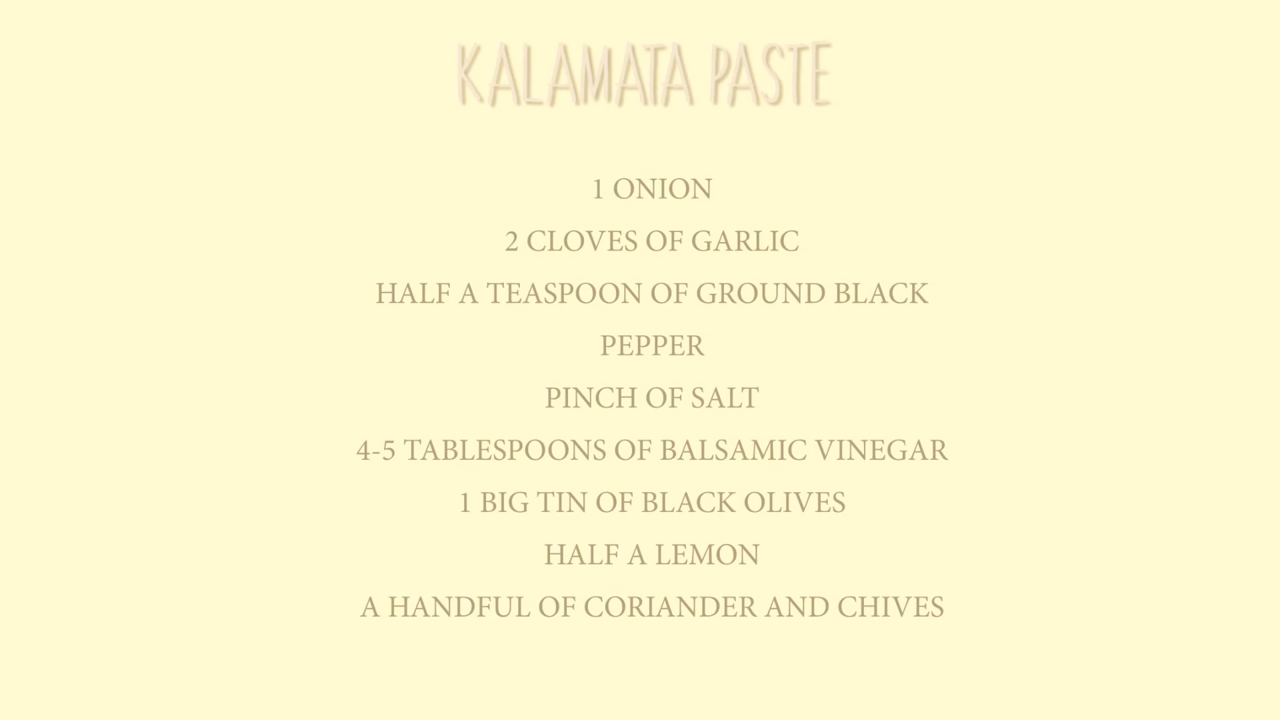 KALAMATA PASTE
1 ONION
2 CLOVES OF GARLIC
HALF A TEASPOON OF GROUND BLACK
PEPPER
PINCH OF SALT
4-5 TABLESPOONS OF BALSAMIC VINEGAR
1 BIG TIN OF BLACK OLIVES
HALF A LEMON
A HANDFUL OF CORIANDER AND CHIVES